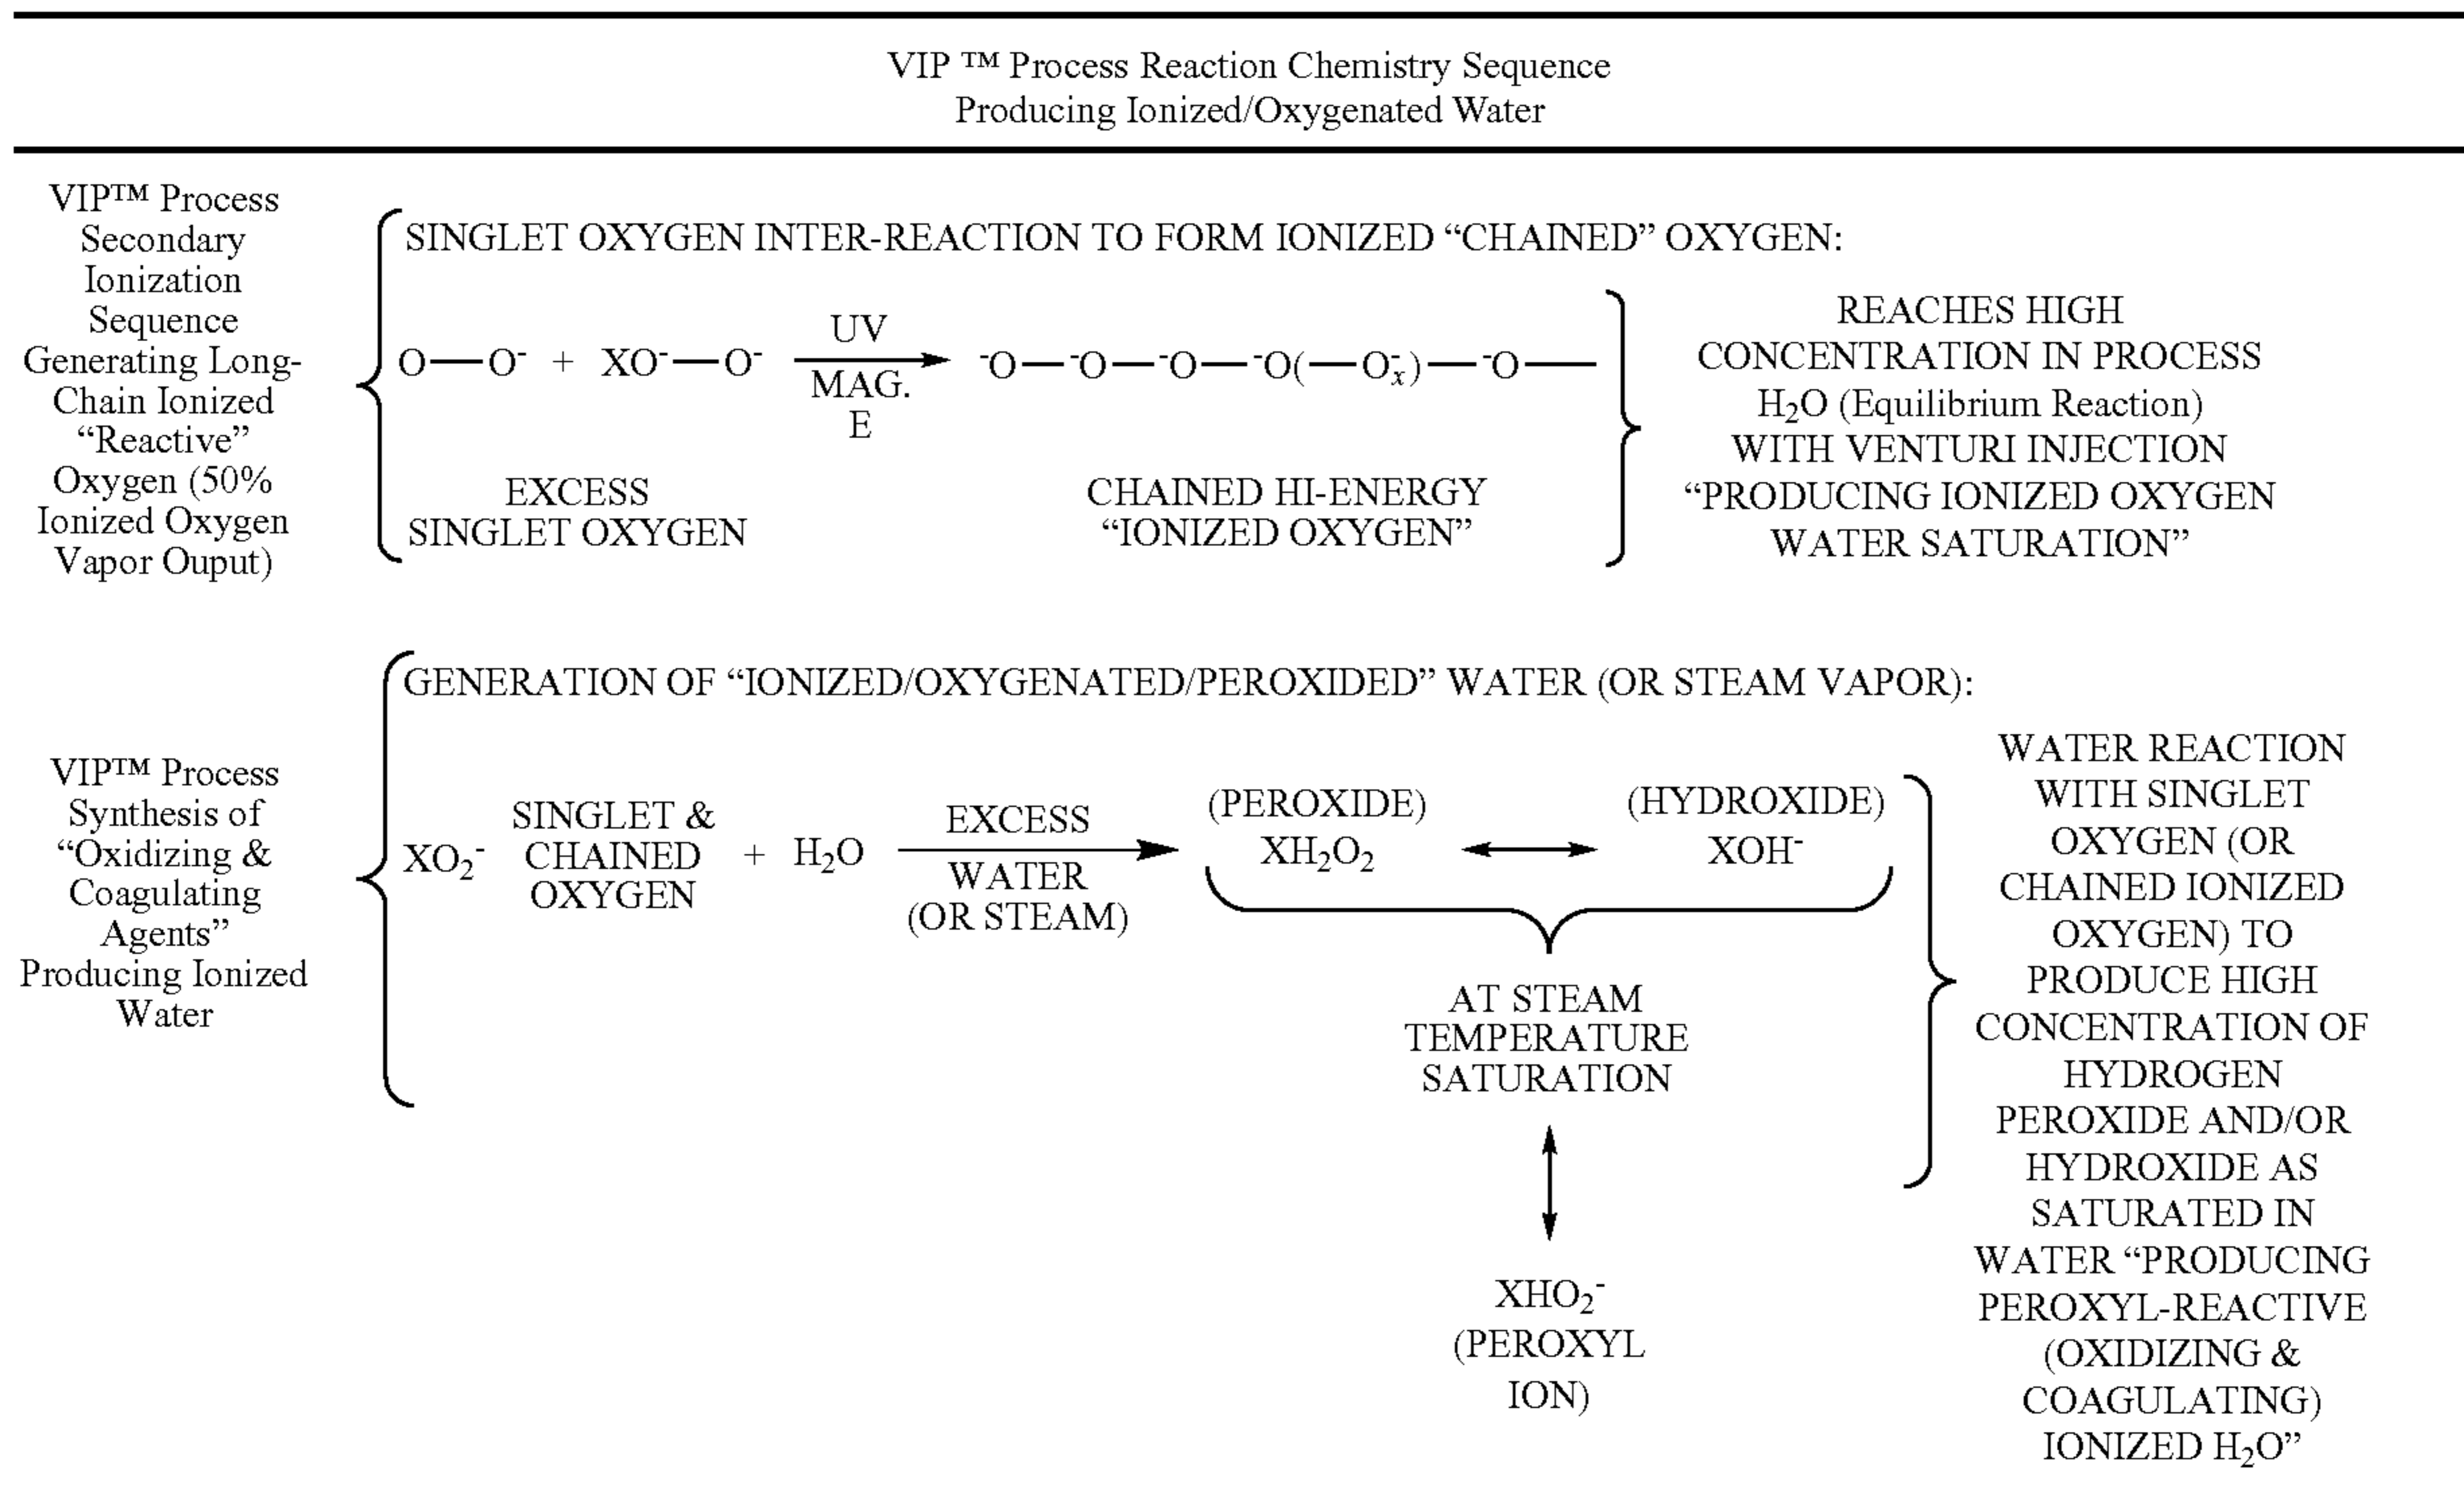 VIP ™ Process Reaction Chemistry Sequence
Producing Ionized/Oxygenated Water
VIP™ Process
Secondary
Ionization
Sequence
Generating Long-
Chain Ionized
“Reactive”
Oxygen (50%
Ionized Oxygen
Vapor Ouput)
SINGLET OXYGEN INTER-REACTION TO FORM IONIZED “CHAINED” OXYGEN:
O—O⁻ + XO⁻—O⁻
UV
MAG.
E
⁻O—⁻O—⁻O—⁻O(—O⁻ₓ)—⁻O—
EXCESS
SINGLET OXYGEN
CHAINED HI-ENERGY
“IONIZED OXYGEN”
REACHES HIGH
CONCENTRATION IN PROCESS
H₂O (Equilibrium Reaction)
WITH VENTURI INJECTION
“PRODUCING IONIZED OXYGEN
WATER SATURATION”
VIP™ Process
Synthesis of
“Oxidizing &
Coagulating
Agents”
Producing Ionized
Water
GENERATION OF “IONIZED/OXYGENATED/PEROXIDED” WATER (OR STEAM VAPOR):
XO₂⁻
SINGLET &
CHAINED
OXYGEN
+ H₂O
EXCESS
WATER
(OR STEAM)
(PEROXIDE)
XH₂O₂
(HYDROXIDE)
XOH⁻
AT STEAM
TEMPERATURE
SATURATION
XHO₂⁻
(PEROXYL
ION)
WATER REACTION
WITH SINGLET
OXYGEN (OR
CHAINED IONIZED
OXYGEN) TO
PRODUCE HIGH
CONCENTRATION OF
HYDROGEN
PEROXIDE AND/OR
HYDROXIDE AS
SATURATED IN
WATER “PRODUCING
PEROXYL-REACTIVE
(OXIDIZING &
COAGULATING)
IONIZED H₂O”